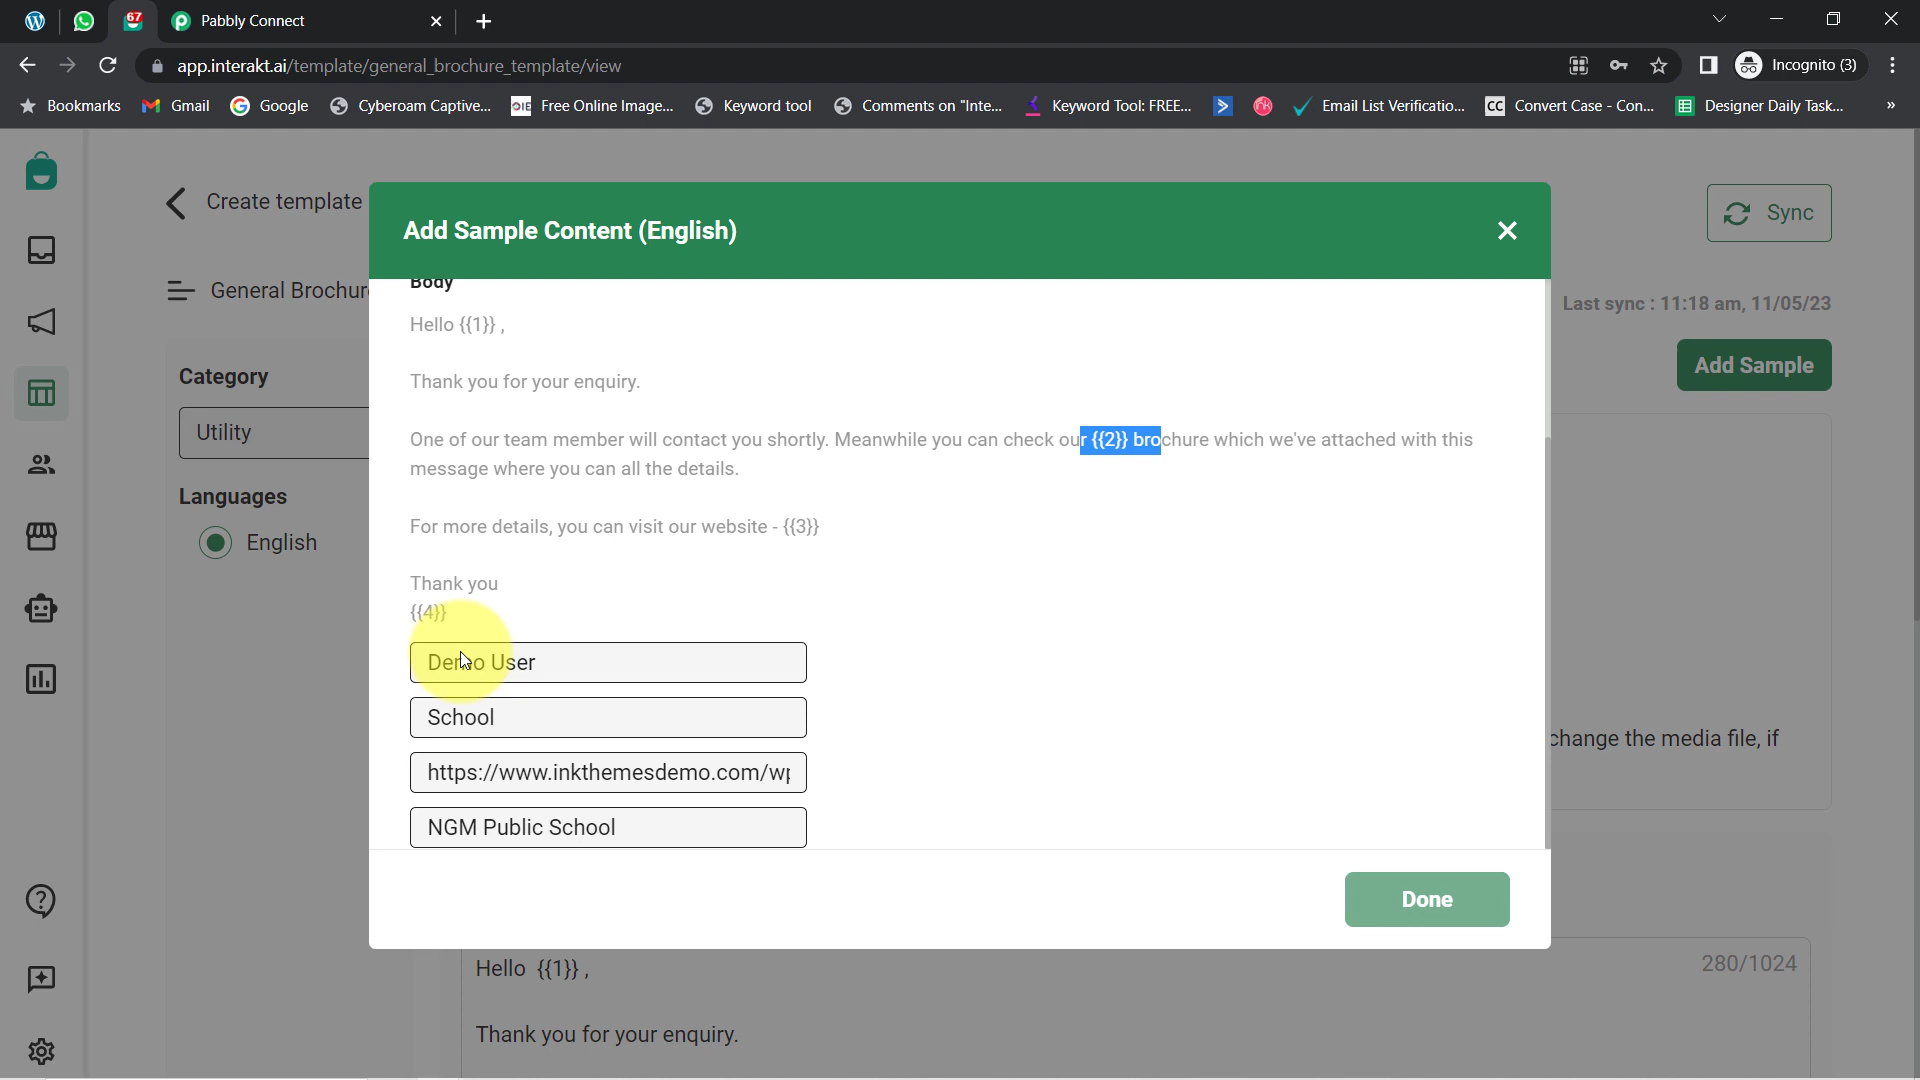 67
Pabbly Connect
app.interakt.ai/template/general_brochure_template/view
Incognito (3)
Bookmarks
Gmail
Google
Cyberoam Captive...
OIE
Free Online Image...
Keyword tool
Comments on "Inte...
Keyword Tool: FREE...
Email List Verificatio...
CC
Convert Case - Con...
Designer Daily Task...
»
Create template
Sync
Add Sample Content (English)
General Brochur
Last sync : 11:18 am, 11/05/23
Body
Hello {{1}} ,
Category
Add Sample
Thank you for your enquiry.
Utility
One of our team member will contact you shortly. Meanwhile you can check our {{2}} brochure which we've attached with this
message where you can all the details.
Languages
For more details, you can visit our website - {{3}}
English
Thank you
{{4}}
Demo User
School
change the media file, if
https://www.inkthemesdemo.com/wp
NGM Public School
Done
Hello {{1}} ,
280/1024
Thank you for your enquiry.